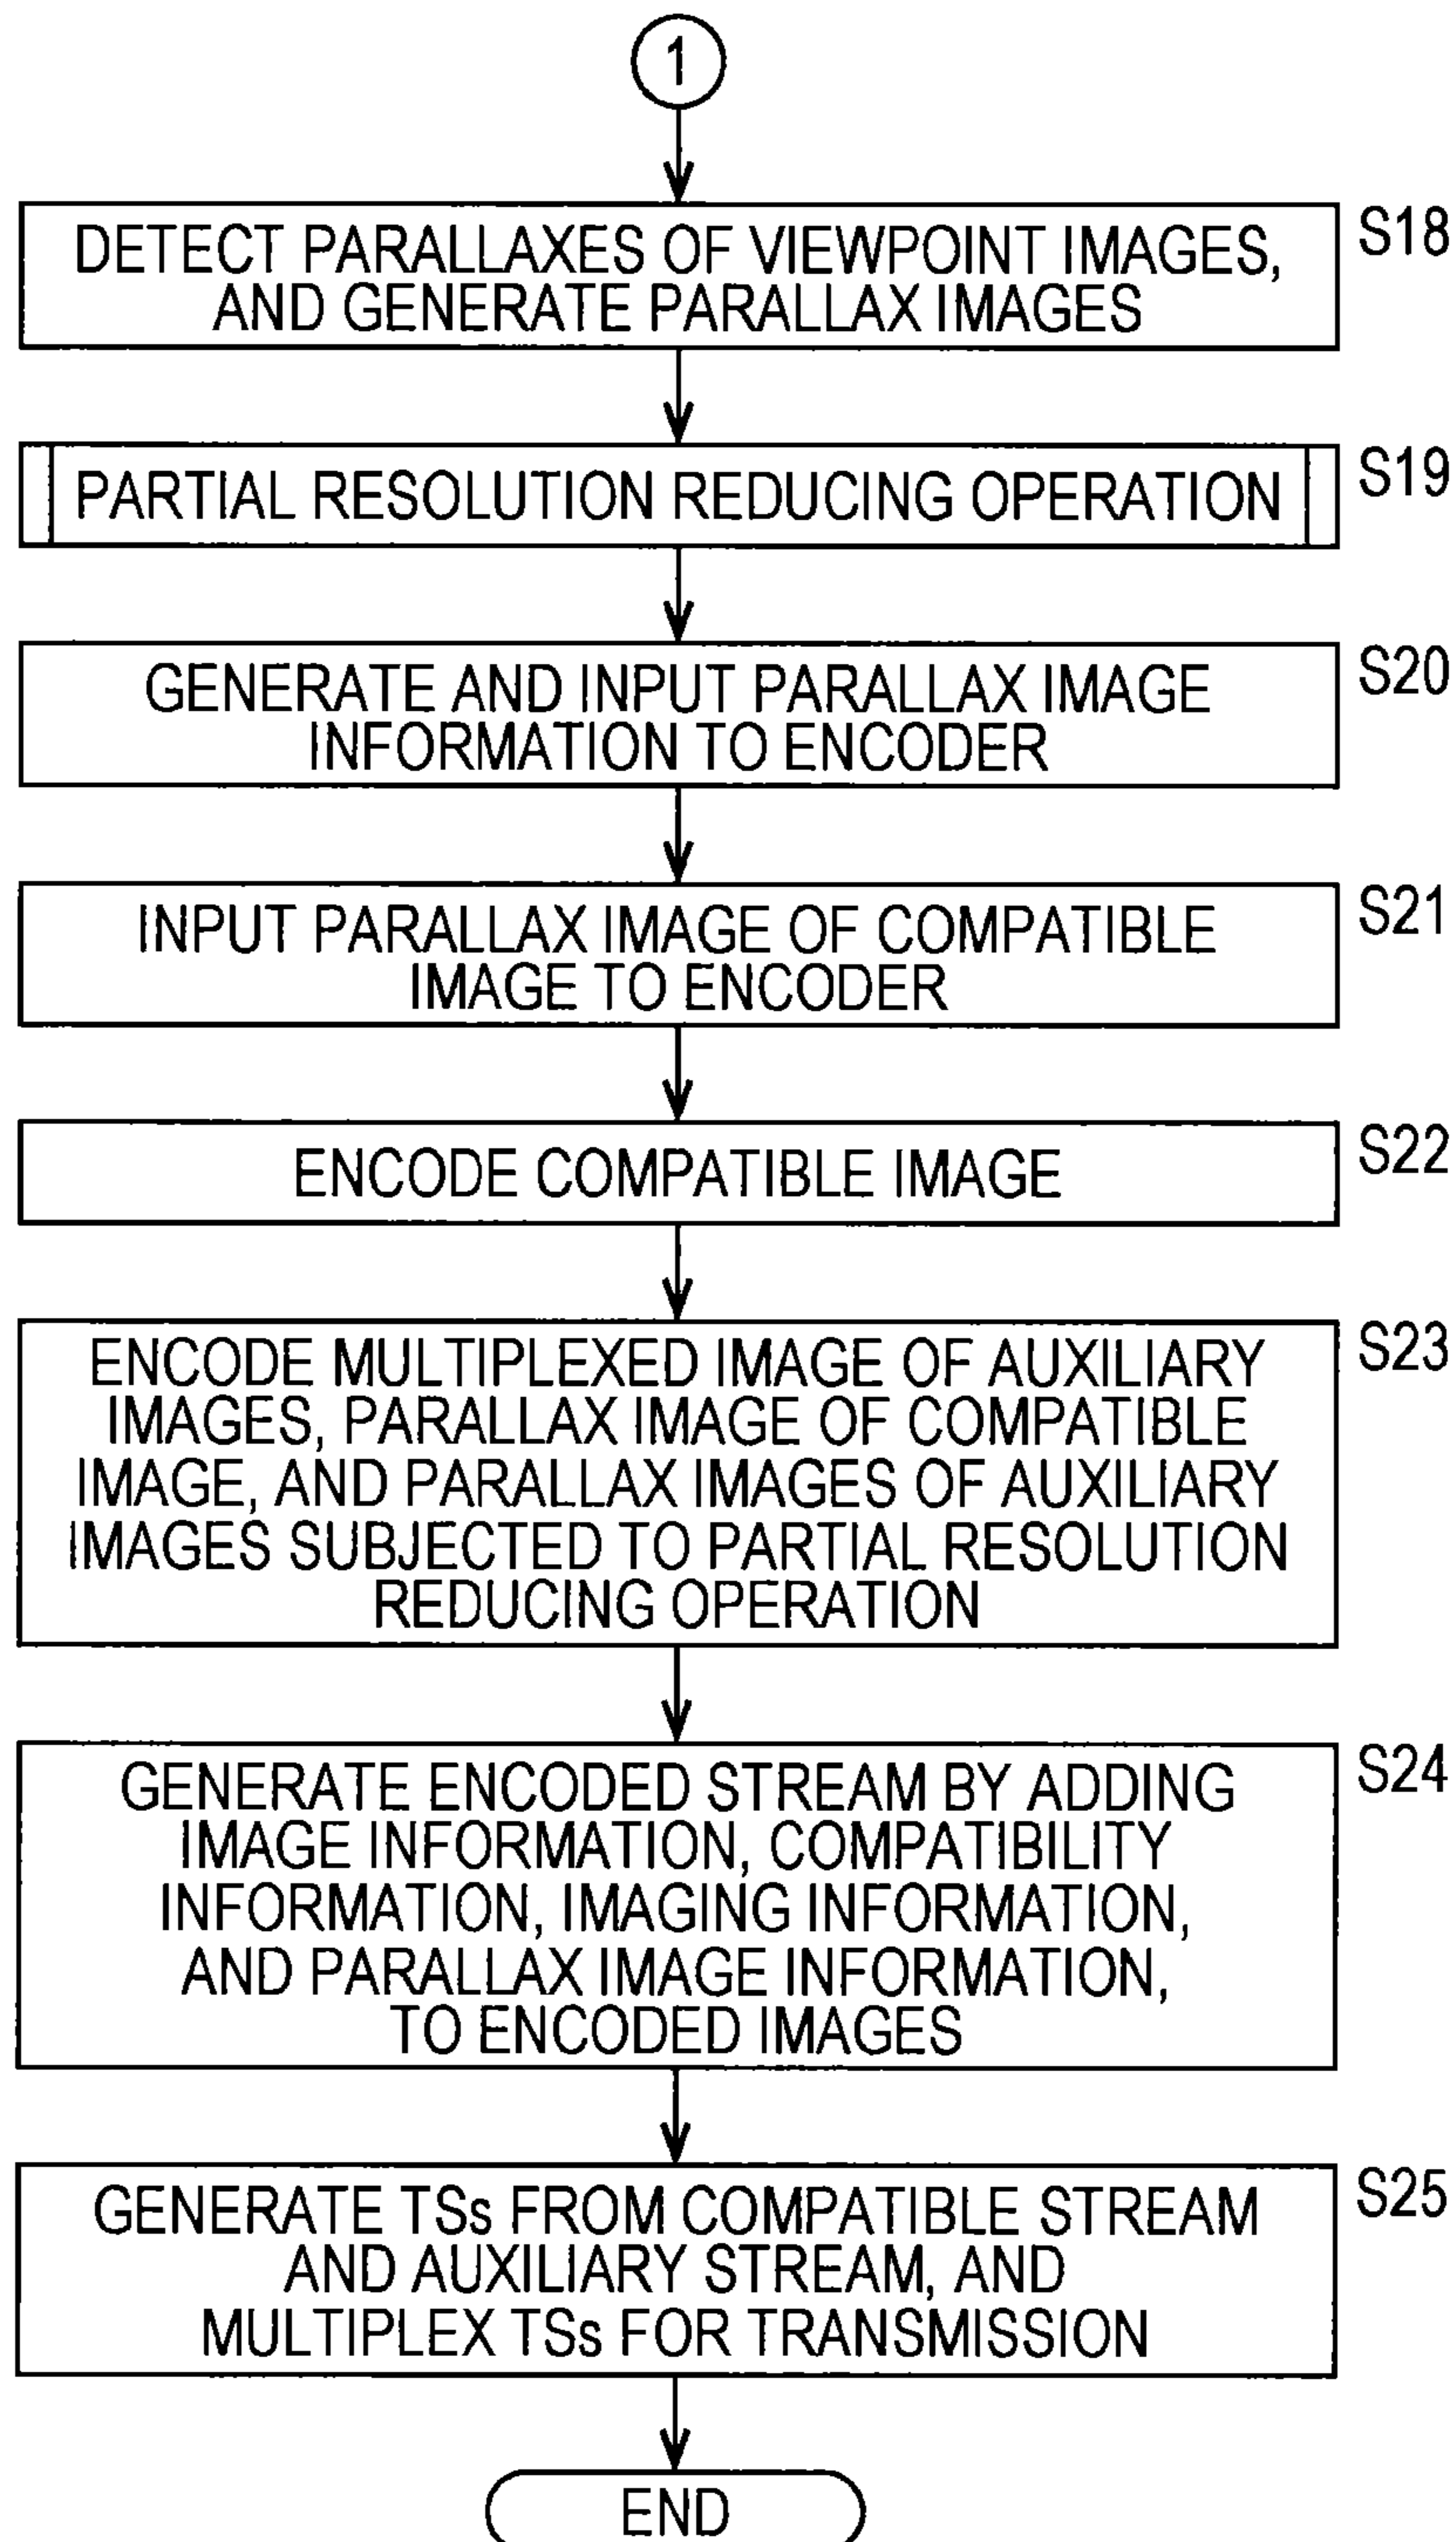 1
DETECT PARALLAXES OF VIEWPOINT IMAGES,
AND GENERATE PARALLAX IMAGES
S18
PARTIAL RESOLUTION REDUCING OPERATION
S19
GENERATE AND INPUT PARALLAX IMAGE
INFORMATION TO ENCODER
S20
INPUT PARALLAX IMAGE OF COMPATIBLE
IMAGE TO ENCODER
S21
ENCODE COMPATIBLE IMAGE
S22
ENCODE MULTIPLEXED IMAGE OF AUXILIARY
IMAGES, PARALLAX IMAGE OF COMPATIBLE
IMAGE, AND PARALLAX IMAGES OF AUXILIARY
IMAGES SUBJECTED TO PARTIAL RESOLUTION
REDUCING OPERATION
S23
GENERATE ENCODED STREAM BY ADDING
IMAGE INFORMATION, COMPATIBILITY
INFORMATION, IMAGING INFORMATION,
AND PARALLAX IMAGE INFORMATION,
TO ENCODED IMAGES
S24
GENERATE TSs FROM COMPATIBLE STREAM
AND AUXILIARY STREAM, AND
MULTIPLEX TSs FOR TRANSMISSION
S25
END